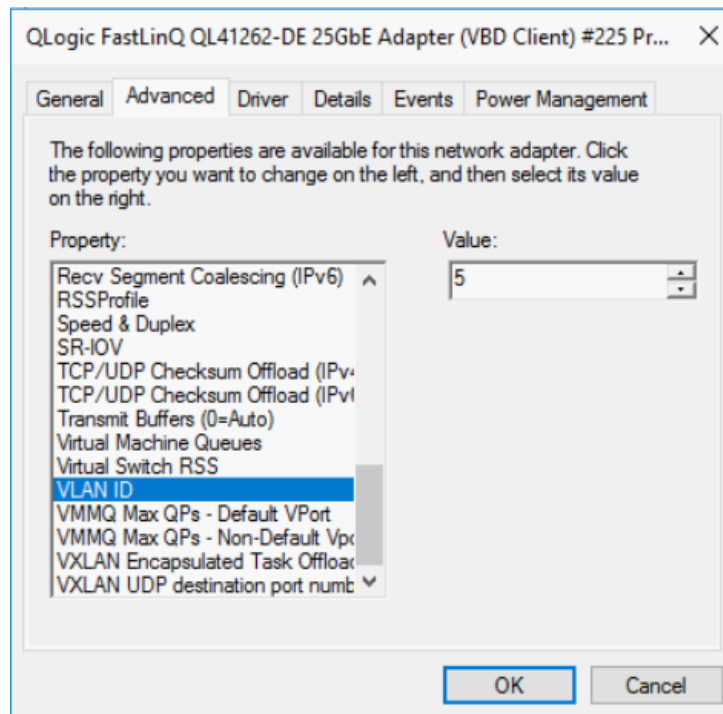 QLogic FastLinQ QL41262-DE 25GbE Adapter (VBD Client) #225 Pr...
General Advanced Driver Details Events Power Management
The following properties are available for this network adapter. Click
the property you want to change on the left, and then select its value
on the right.
Property:
Value:
Recv Segment Coalescing (IPv6)
RSSProfile
Speed & Duplex
SR-IOV
TCP/UDP Checksum Offload (IPv4
TCP/UDP Checksum Offload (IPv6
Transmit Buffers (0=Auto)
Virtual Machine Queues
Virtual Switch RSS
VLAN ID
VMMQ Max QPs - Default VPort
VMMQ Max QPs - Non-Default Vpo
VXLAN Encapsulated Task Offload
VXLAN UDP destination port numb
5
OK Cancel